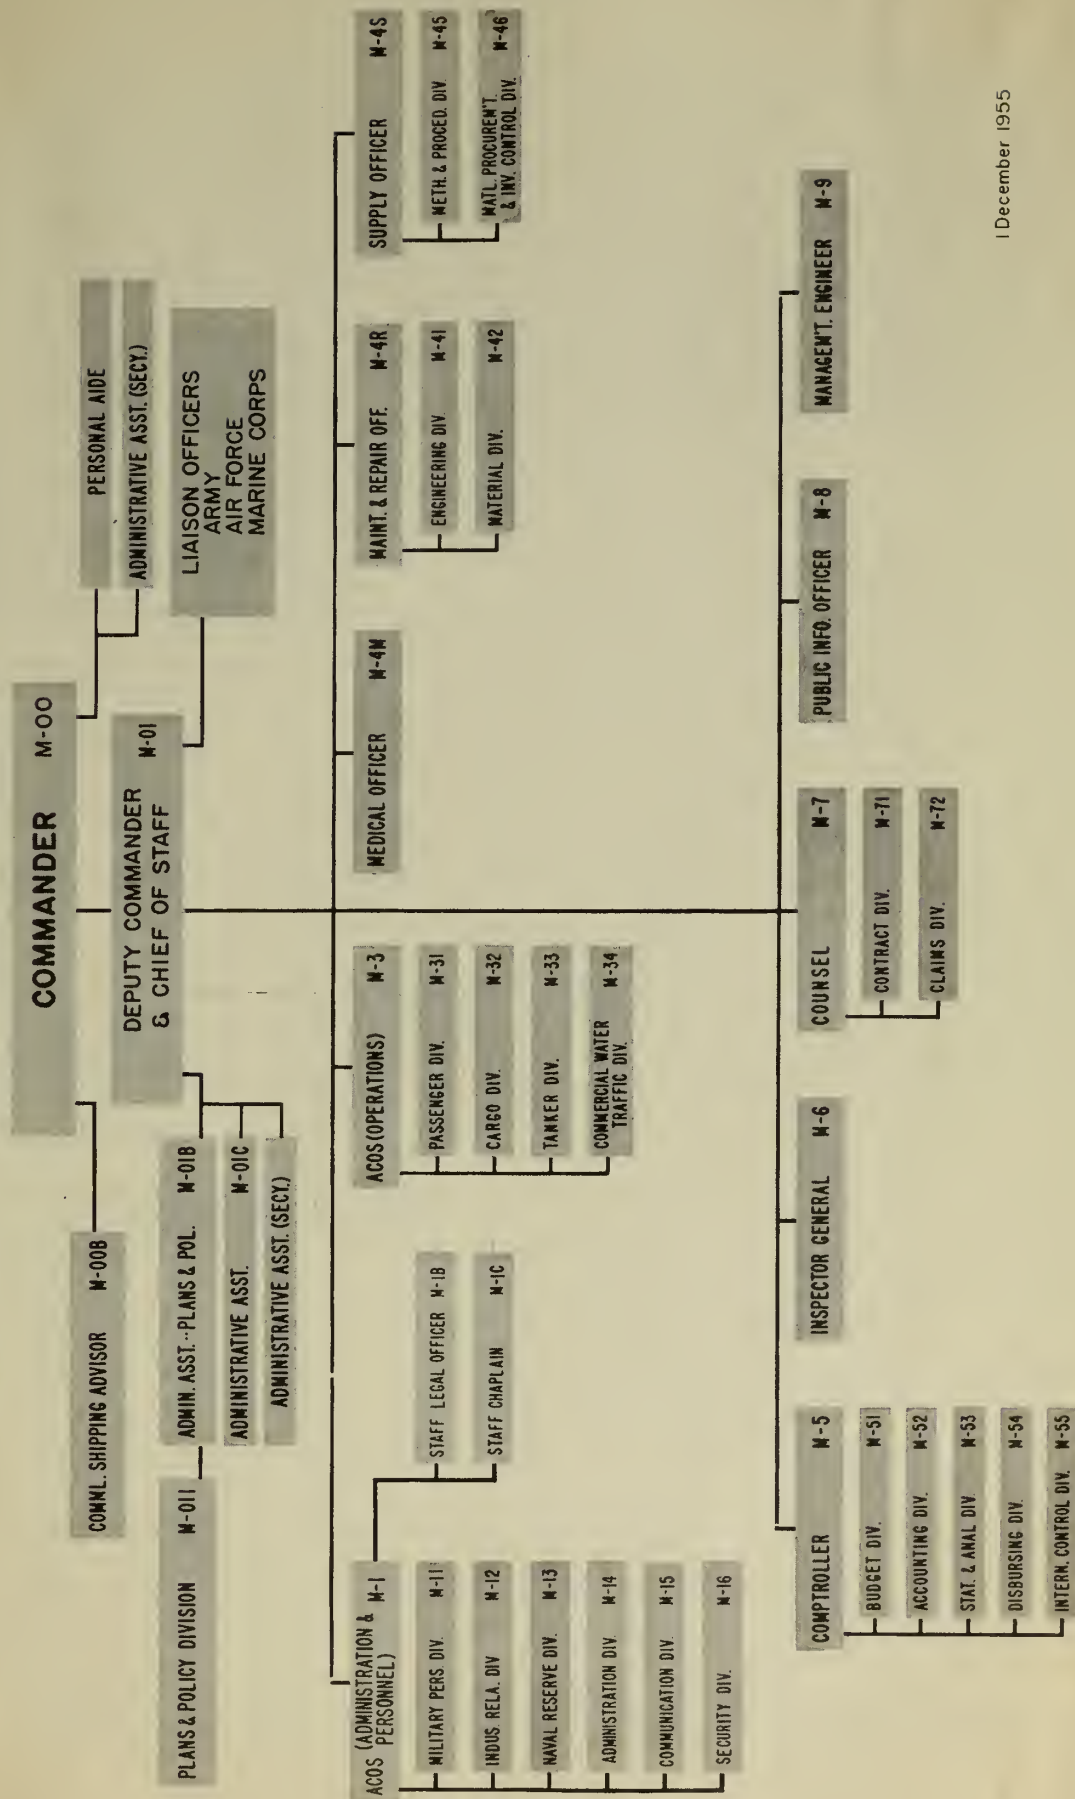 COMMANDER M-00
PERSONAL AIDE
ADMINISTRATIVE ASST. (SECY.)
COMML. SHIPPING ADVISOR M-00B
DEPUTY COMMANDER M-01
& CHIEF OF STAFF
LIAISON OFFICERS
ARMY
AIR FORCE
MARINE CORPS
PLANS & POLICY DIVISION M-011
ADMIN. ASST.--PLANS & POL. M-01B
ADMINISTRATIVE ASST. M-01C
ADMINISTRATIVE ASST. (SECY.)
ACOS (ADMINISTRATION & M-1
PERSONNEL)
MILITARY PERS. DIV. M-11
INDUS. RELA. DIV M-12
NAVAL RESERVE DIV. M-13
ADMINISTRATION DIV. M-14
COMMUNICATION DIV. M-15
SECURITY DIV. M-16
STAFF LEGAL OFFICER M-1B
STAFF CHAPLAIN M-1C
ACOS (OPERATIONS) M-3
PASSENGER DIV. M-31
CARGO DIV. M-32
TANKER DIV. M-33
COMMERCIAL WATER M-34
TRAFFIC DIV.
MEDICAL OFFICER M-4M
MAINT. & REPAIR OFF. M-4R
ENGINEERING DIV. M-41
MATERIAL DIV. M-42
SUPPLY OFFICER M-4S
METH. & PROCED. DIV. M-45
MATL. PROCUREM'T. M-46
& INV. CONTROL DIV.
COMPTROLLER M-5
BUDGET DIV. M-51
ACCOUNTING DIV. M-52
STAT. & ANAL DIV. M-53
DISBURSING DIV. M-54
INTERN. CONTROL DIV. M-55
INSPECTOR GENERAL M-6
COUNSEL M-7
CONTRACT DIV. M-71
CLAIMS DIV. M-72
PUBLIC INFO. OFFICER M-8
MANAGEM'T. ENGINEER M-9
1 December 1955